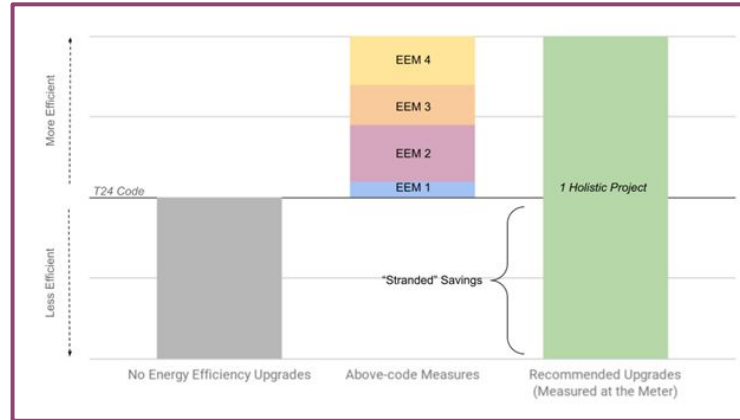 More Efficient
Less Efficient
T24 Code
EEM 4
EEM 3
EEM 2
EEM 1
1 Holistic Project
“Stranded” Savings
No Energy Efficiency Upgrades
Above-code Measures
Recommended Upgrades
(Measured at the Meter)